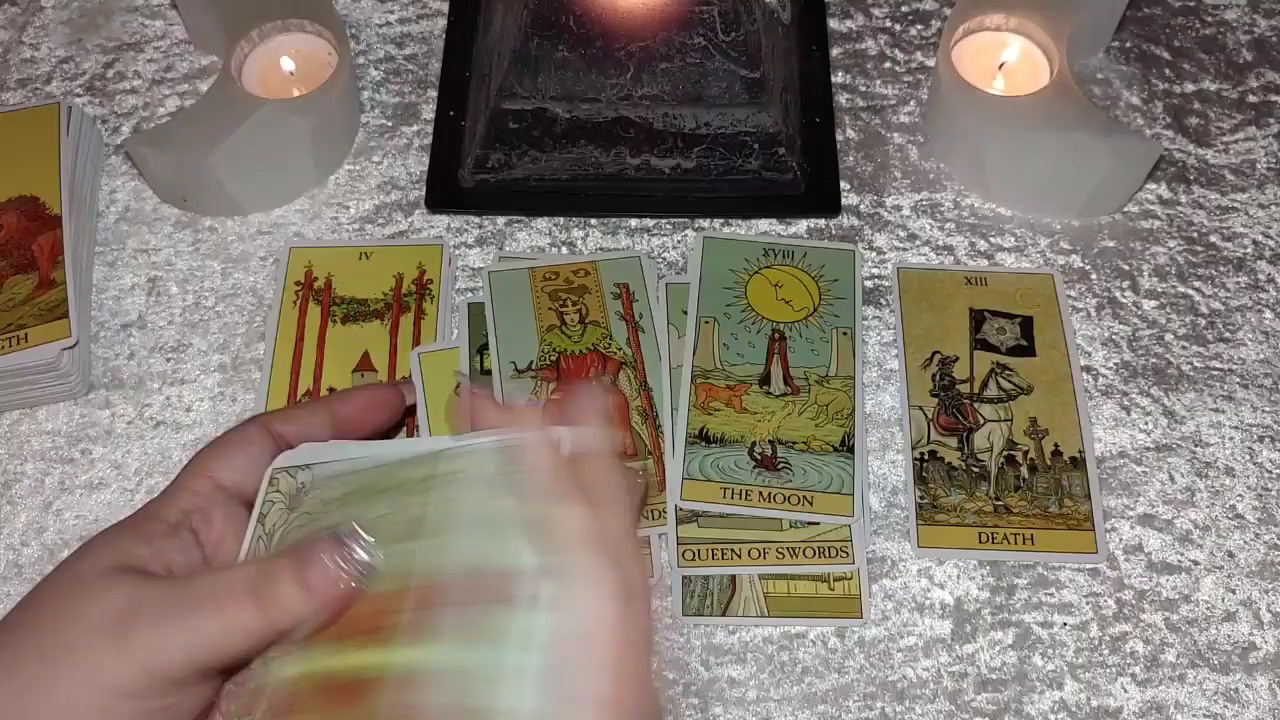 IV
XVIII
XIII
THE MOON
QUEEN OF SWORDS
DEATH